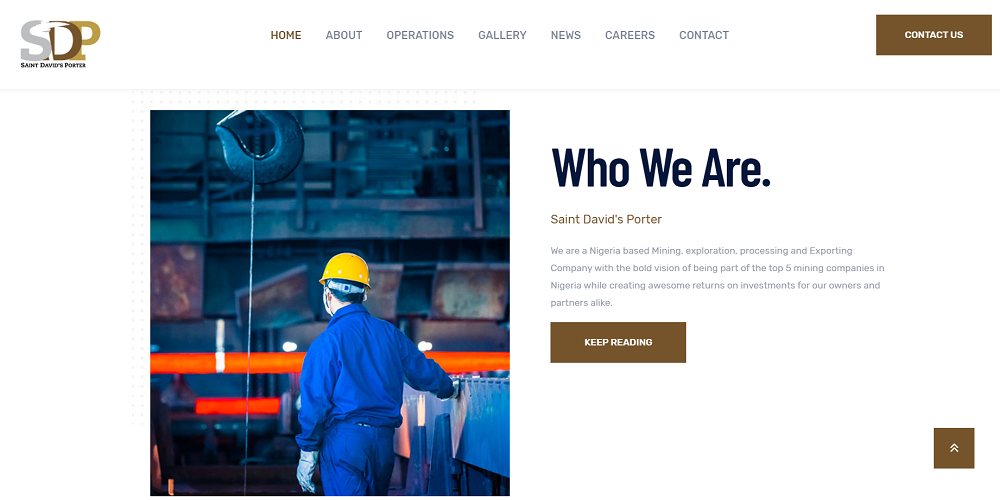 SDP
SAINT DAVID'S PORTER
HOME ABOUT OPERATIONS GALLERY NEWS CAREERS CONTACT
CONTACT US
Who We Are.
Saint David's Porter
We are a Nigeria based Mining, exploration, processing and Exporting
Company with the bold vision of being part of the top 5 mining companies in
Nigeria while creating awesome returns on investments for our owners and
partners alike.
KEEP READING